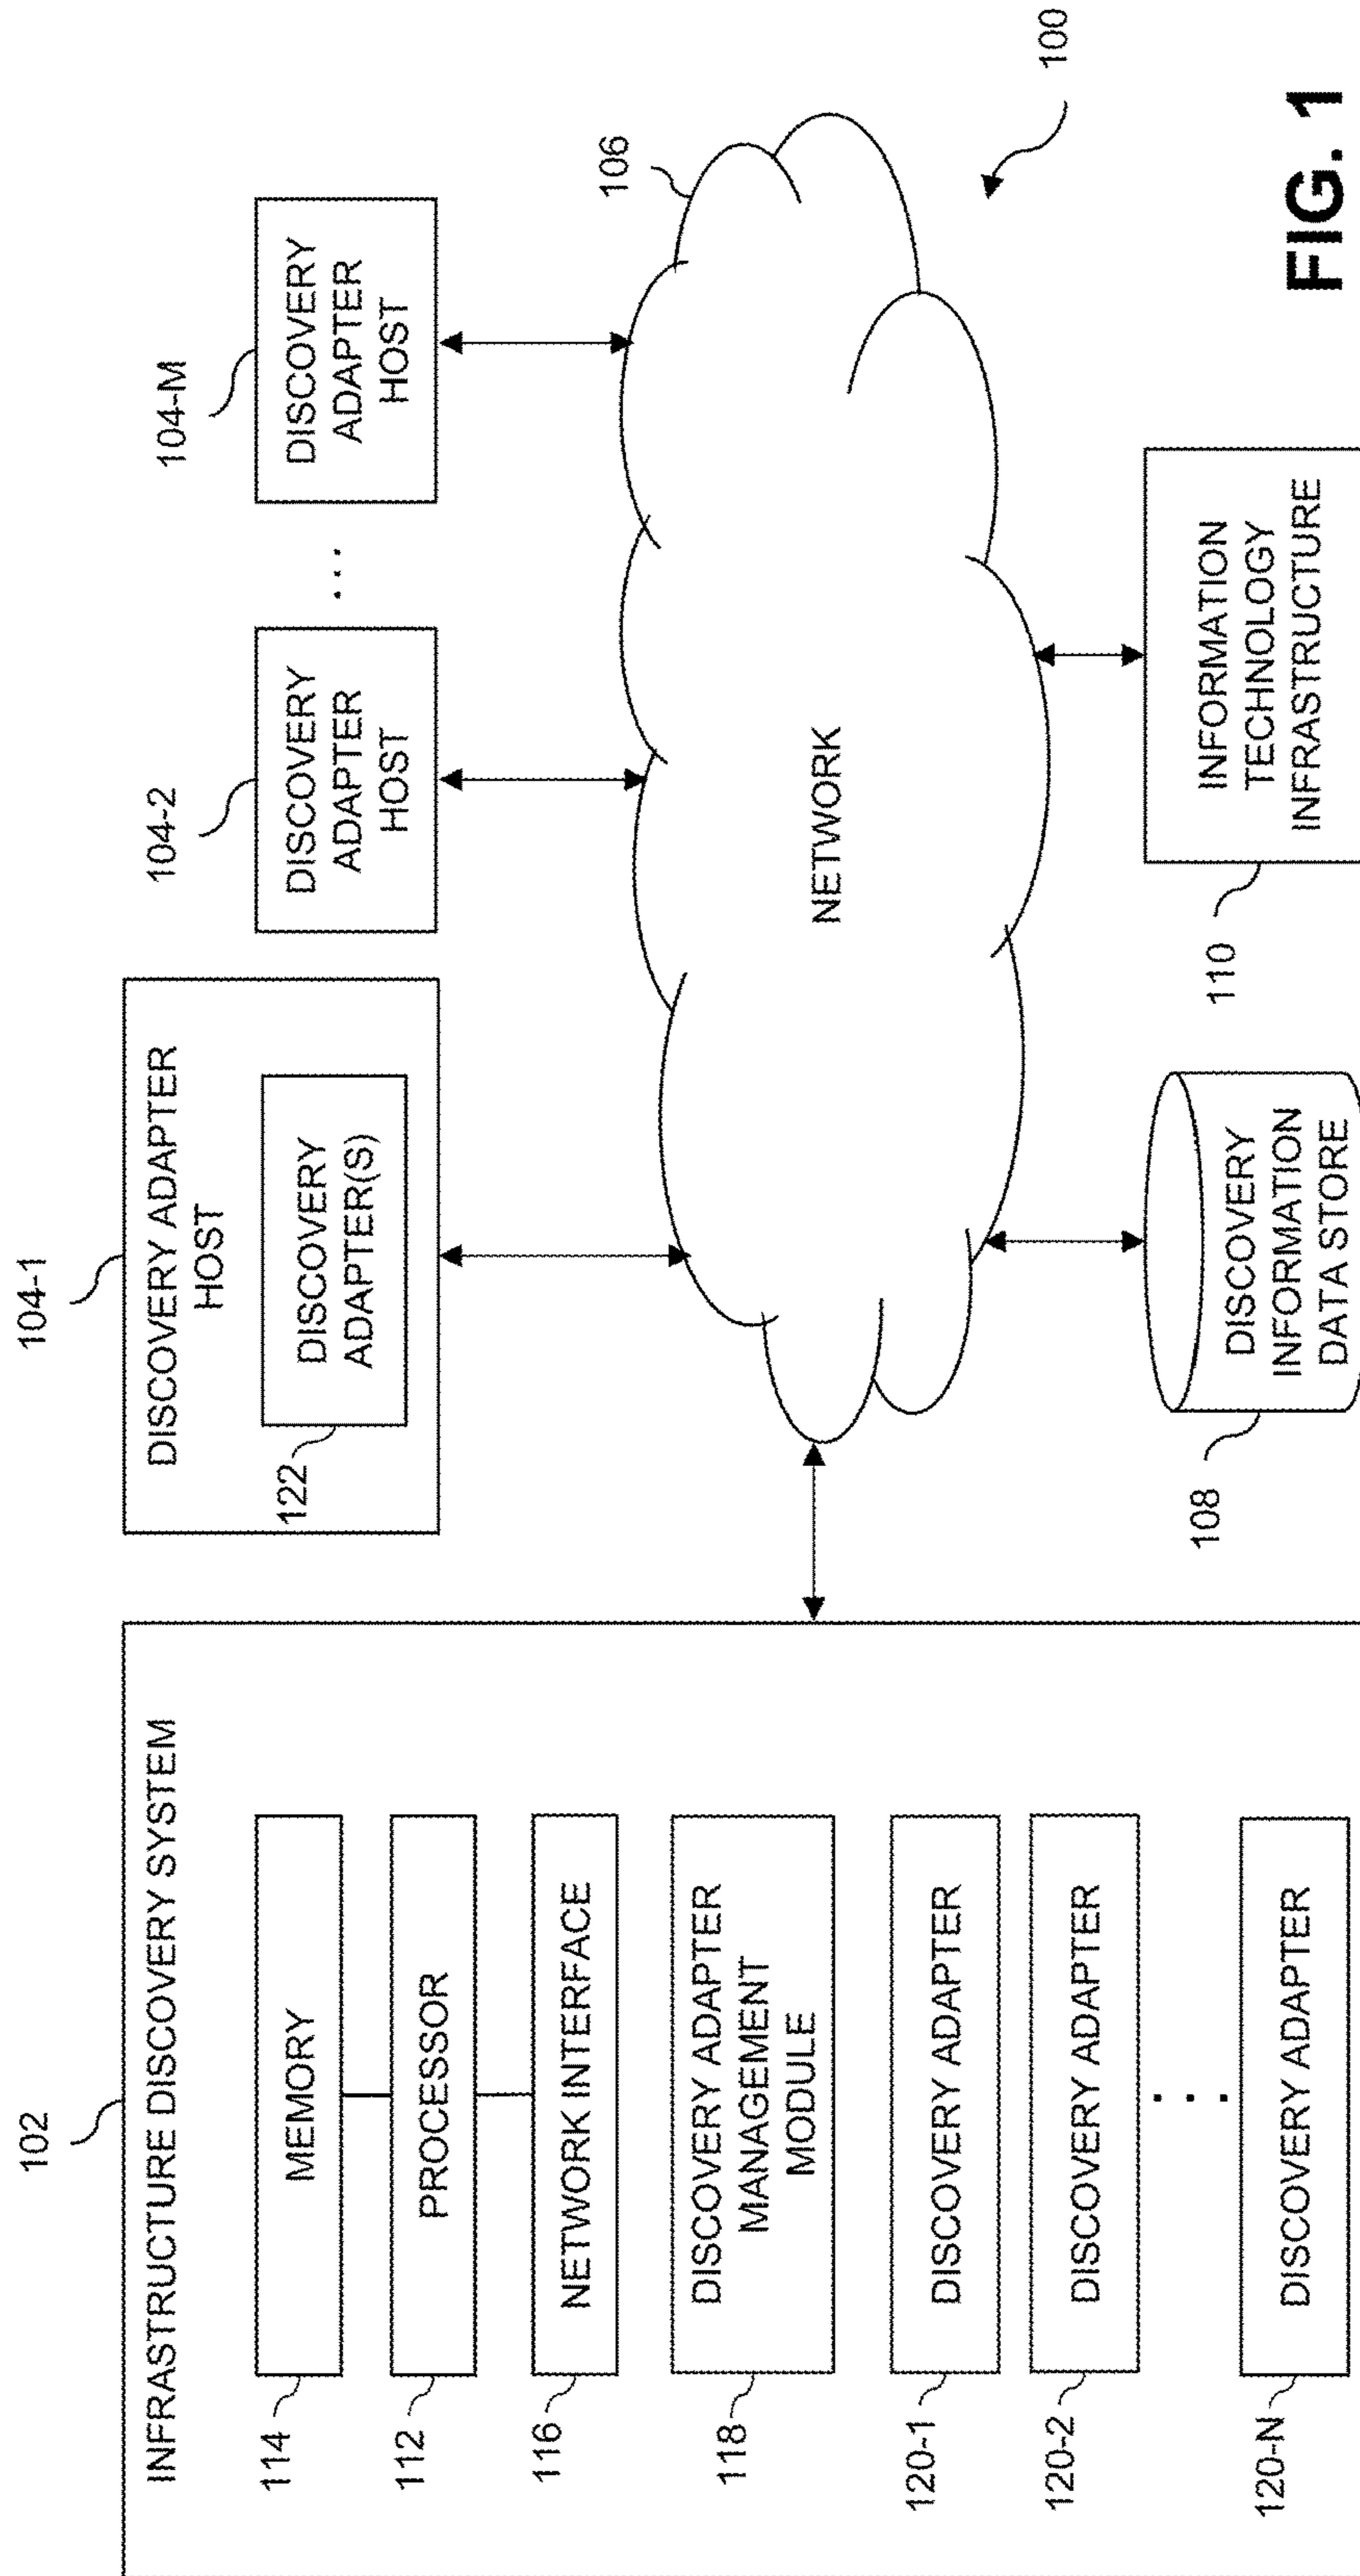 102
INFRASTRUCTURE DISCOVERY SYSTEM
114
MEMORY
112
PROCESSOR
116
NETWORK INTERFACE
118
DISCOVERY ADAPTER
MANAGEMENT
MODULE
120-1
DISCOVERY ADAPTER
120-2
DISCOVERY ADAPTER
. . .
120-N
DISCOVERY ADAPTER
104-1
DISCOVERY ADAPTER
HOST
122
DISCOVERY
ADAPTER(S)
104-2
DISCOVERY
ADAPTER
HOST
. . .
104-M
DISCOVERY
ADAPTER
HOST
106
NETWORK
108
DISCOVERY
INFORMATION
DATA STORE
110
INFORMATION
TECHNOLOGY
INFRASTRUCTURE
100
FIG. 1